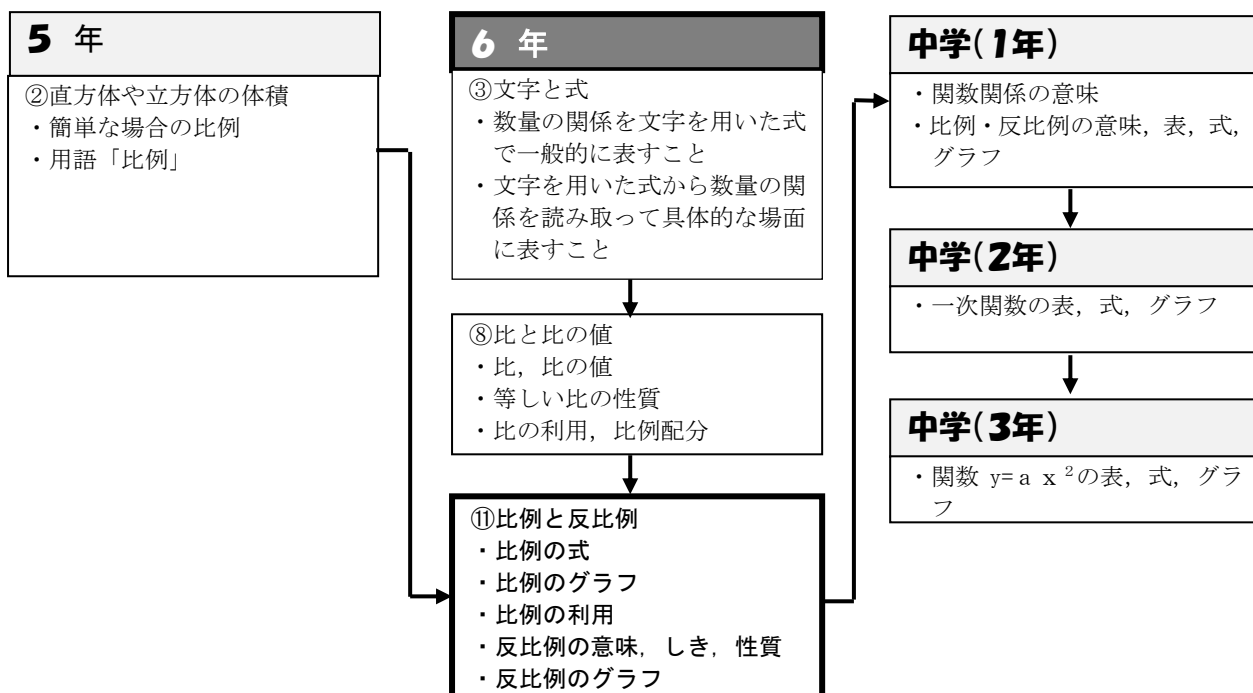 5 年
②直方体や立方体の体積
・簡単な場合の比例
・用語「比例」
6 年
③文字と式
・数量の関係を文字を用いた式
で一般的に表すこと
・文字を用いた式から数量の関
係を読み取って具体的な場面
に表すこと
⑧比と比の値
・比，比の値
・等しい比の性質
・比の利用，比例配分
⑪比例と反比例
・比例の式
・比例のグラフ
・比例の利用
・反比例の意味，しき，性質
・反比例のグラフ
中学(1年)
・関数関係の意味
・比例・反比例の意味，表，式，
グラフ
中学(2年)
・一次関数の表，式，グラフ
中学(3年)
・関数 y=ａｘ²の表，式，グラ
フ